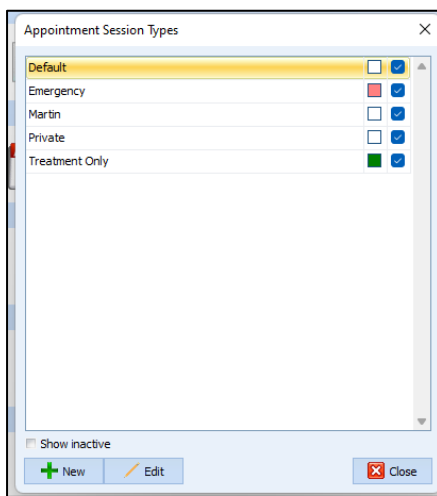 Appointment Session Types
Default
Emergency
Martin
Private
Treatment Only
Show inactive
New Edit Close